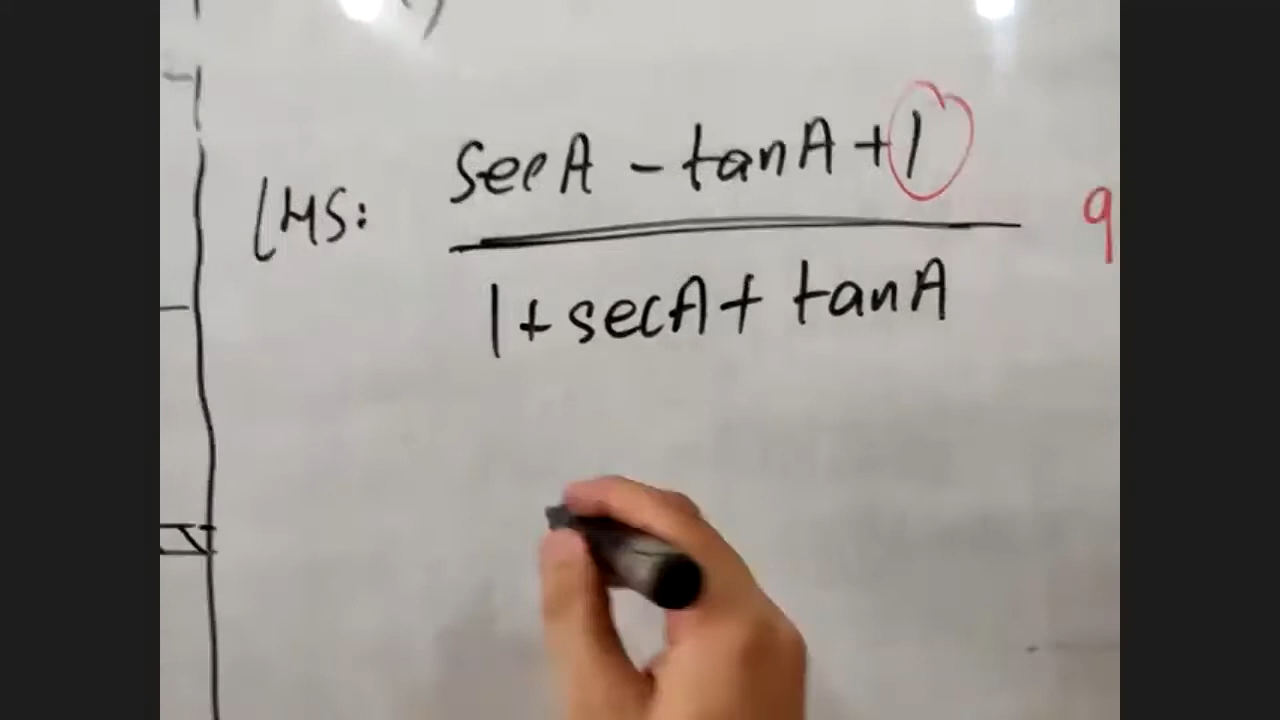 LHS: secA - tanA + 1
1 + secA + tanA
9